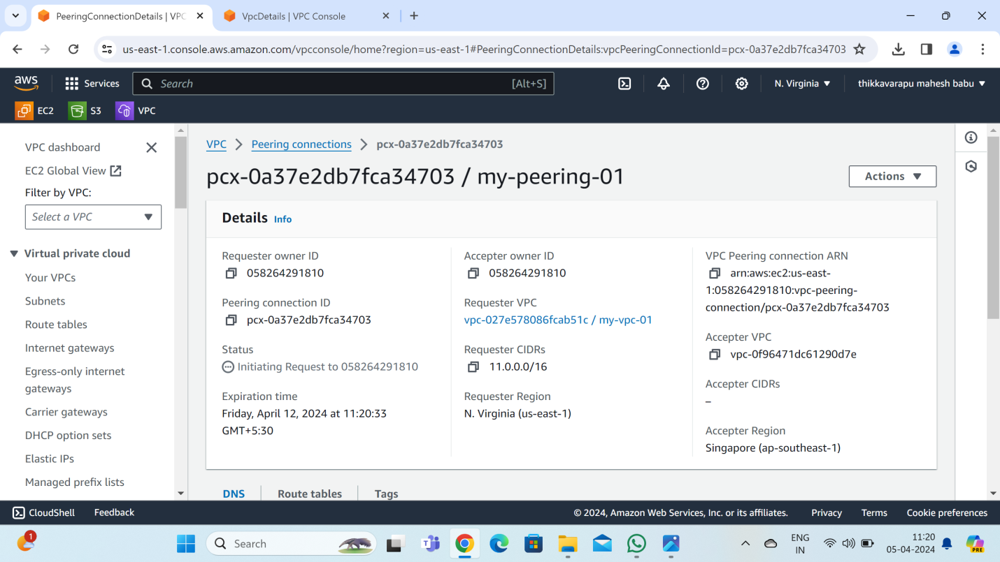 PeeringConnectionDetails | VPC
VpcDetails | VPC Console
us-east-1.console.aws.amazon.com/vpcconsole/home?region=us-east-1#PeeringConnectionDetails:vpcPeeringConnectionId=pcx-0a37e2db7fca34703
aws
Services
Search
[Alt+S]
N. Virginia
thikkavarapu mahesh babu
EC2
S3
VPC
VPC dashboard
EC2 Global View
Filter by VPC:
Select a VPC
Virtual private cloud
Your VPCs
Subnets
Route tables
Internet gateways
Egress-only internet
gateways
Carrier gateways
DHCP option sets
Elastic IPs
Managed prefix lists
VPC
Peering connections
pcx-0a37e2db7fca34703
pcx-0a37e2db7fca34703 / my-peering-01
Actions
Details Info
Requester owner ID
058264291810
Peering connection ID
pcx-0a37e2db7fca34703
Status
Initiating Request to 058264291810
Expiration time
Friday, April 12, 2024 at 11:20:33
GMT+5:30
Accepter owner ID
058264291810
Requester VPC
vpc-027e578086fcab51c / my-vpc-01
Requester CIDRs
11.0.0.0/16
Requester Region
N. Virginia (us-east-1)
VPC Peering connection ARN
arn:aws:ec2:us-east-
1:058264291810:vpc-peering-
connection/pcx-0a37e2db7fca34703
Accepter VPC
vpc-0f96471dc61290d7e
Accepter CIDRs
–
Accepter Region
Singapore (ap-southeast-1)
DNS
Route tables
Tags
CloudShell
Feedback
© 2024, Amazon Web Services, Inc. or its affiliates.
Privacy
Terms
Cookie preferences
1
Search
ENG
IN
11:20
05-04-2024
PRE